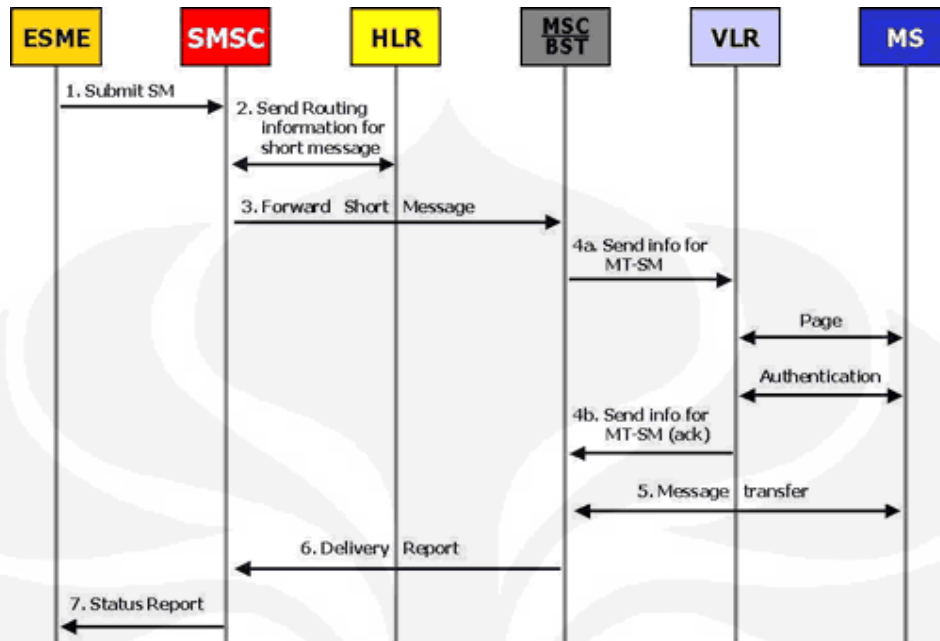 ESME
SMSC
HLR
MSC
BST
VLR
MS
1. Submit SM
2. Send Routing
information for
short message
3. Forward Short Message
4a. Send info for
MT-SM
Page
Authentication
4b. Send info for
MT-SM (ack)
5. Message transfer
6. Delivery Report
7. Status Report